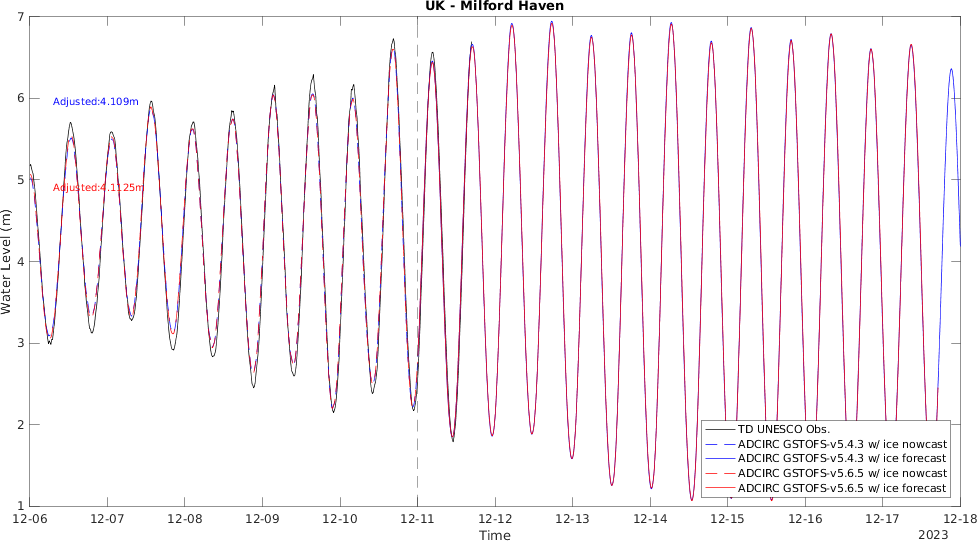 UK - Milford Haven
7
6
5
4
3
2
1
Water Level (m)
Adjusted:4.109m
Adjusted:4.1125m
TD UNESCO Obs.
ADCIRC GSTOFS-v5.4.3 w/ ice nowcast
ADCIRC GSTOFS-v5.4.3 w/ ice forecast
ADCIRC GSTOFS-v5.6.5 w/ ice nowcast
ADCIRC GSTOFS-v5.6.5 w/ ice forecast
12-06 12-07 12-08 12-09 12-10 12-11 12-12 12-13 12-14 12-15 12-16 12-17 12-18
Time
2023